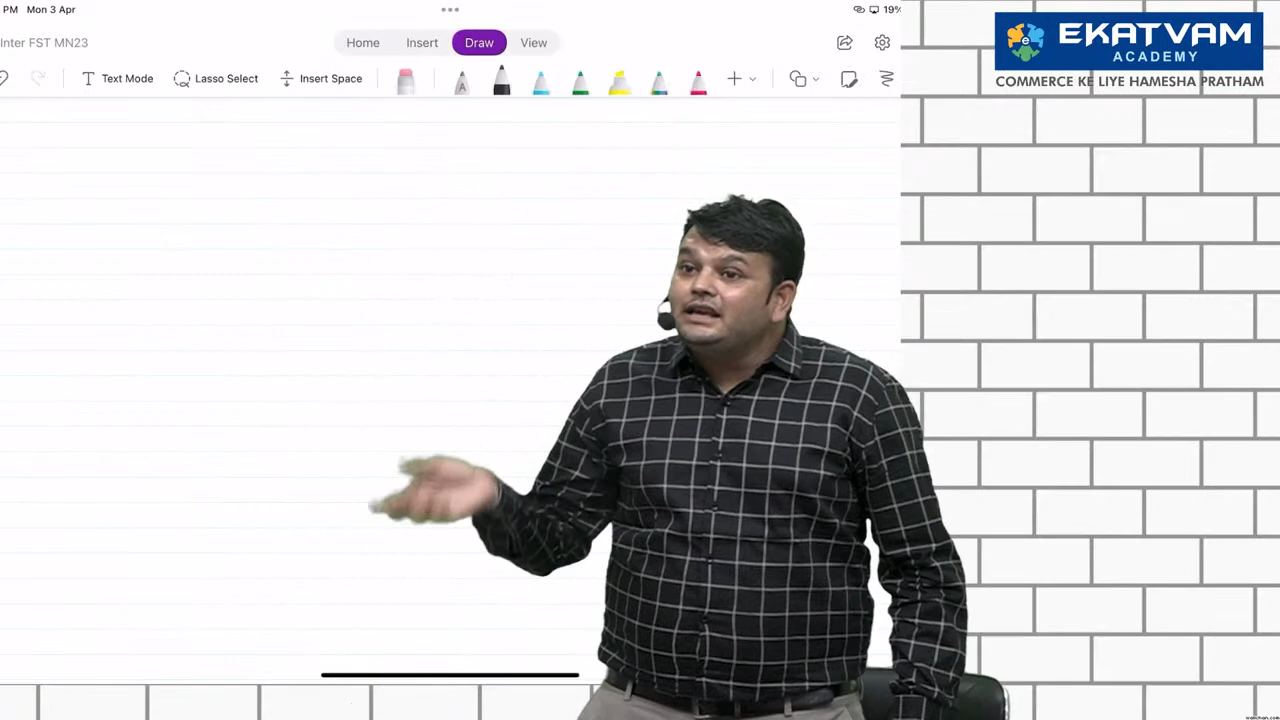 PM Mon 3 Apr
19%
Inter FST MN23
Home Insert Draw View
Text Mode Lasso Select Insert Space
A
e
EKATVAM
ACADEMY
COMMERCE KE LIYE HAMESHA PRATHAM